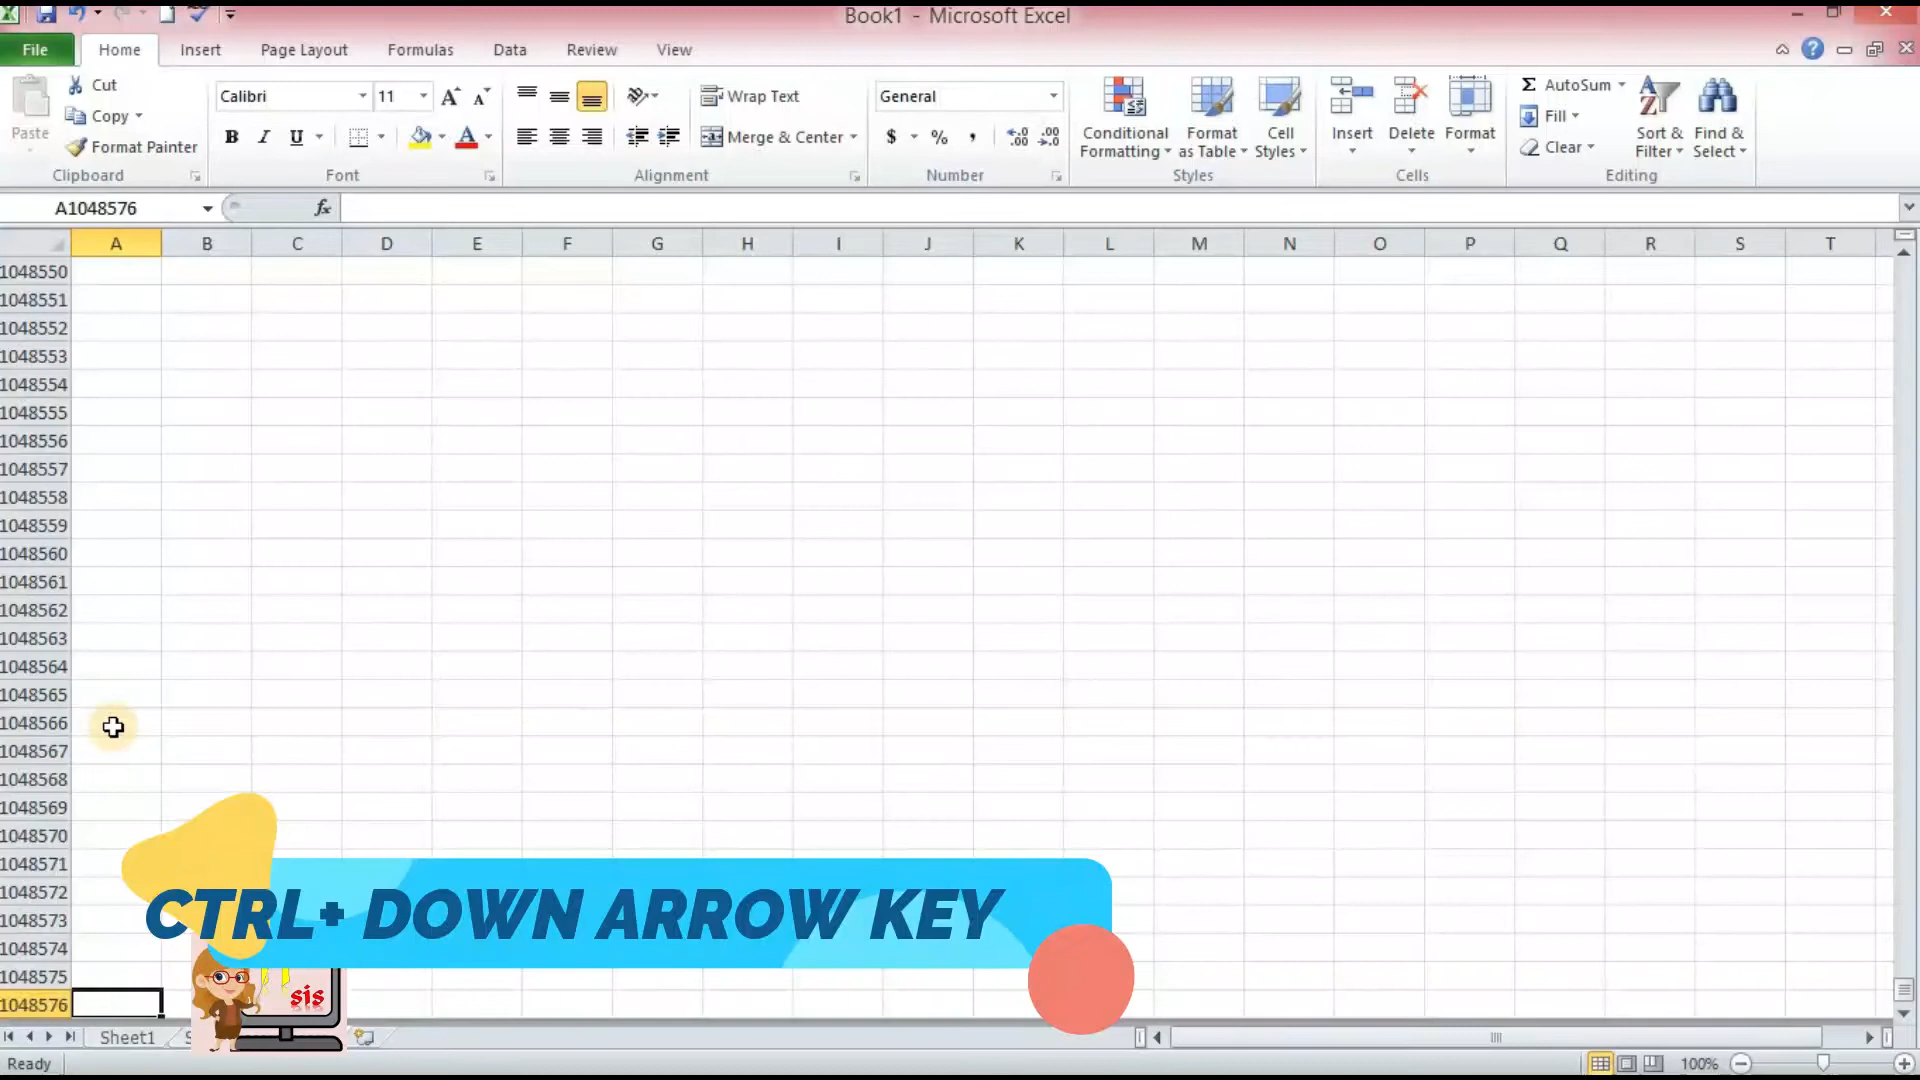 Book1 - Microsoft Excel
File Home Insert Page Layout Formulas Data Review View
Paste
Cut
Copy
Format Painter
Clipboard
Calibri 11
B I U
Font
Wrap Text
Merge & Center
Alignment
General
$ % ,
Number
Conditional Formatting
Format as Table
Cell Styles
Styles
Insert
Delete
Format
Cells
Σ AutoSum
Fill
Clear
Sort & Filter
Find & Select
Editing
A1048576 fx
A B C D E F G H I J K L M N O P Q R S T
1048550
1048551
1048552
1048553
1048554
1048555
1048556
1048557
1048558
1048559
1048560
1048561
1048562
1048563
1048564
1048565
1048566
1048567
1048568
1048569
1048570
1048571
1048572
1048573
1048574
1048575
1048576
CTRL+ DOWN ARROW KEY
sis
Sheet1
Ready 100%